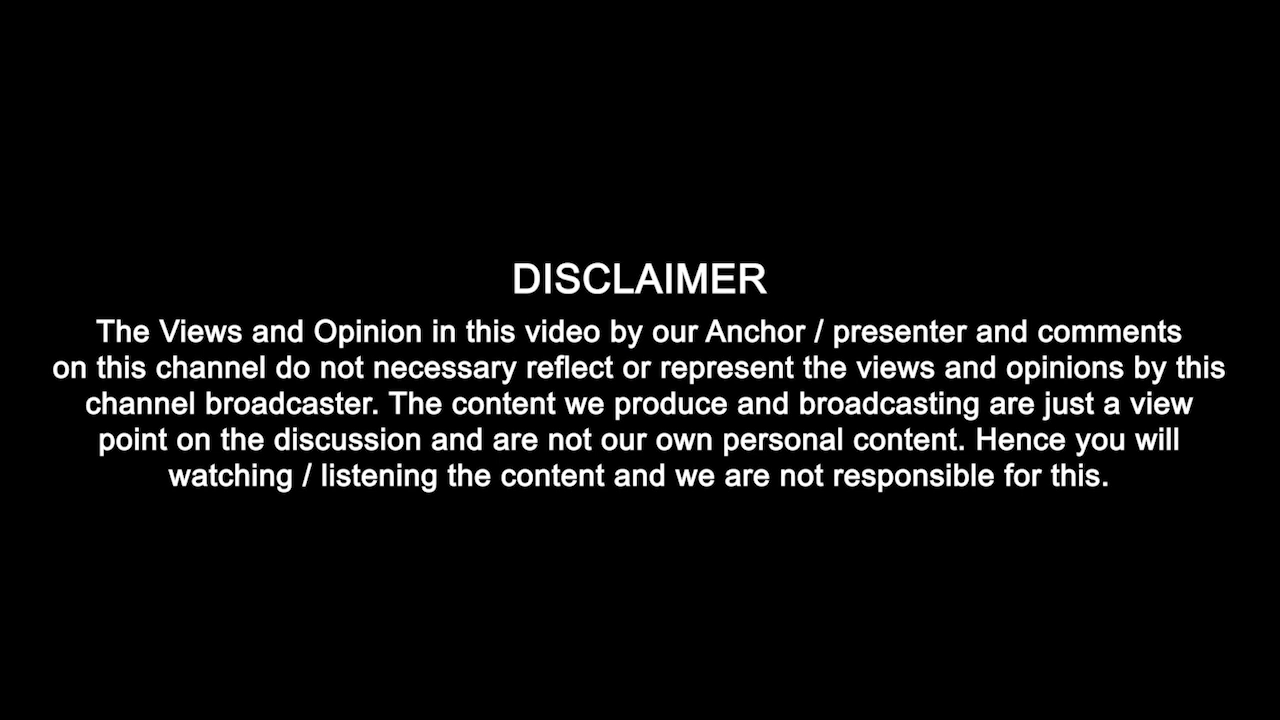 DISCLAIMER
The Views and Opinion in this video by our Anchor / presenter and comments
on this channel do not necessary reflect or represent the views and opinions by this
channel broadcaster. The content we produce and broadcasting are just a view
point on the discussion and are not our own personal content. Hence you will
watching / listening the content and we are not responsible for this.